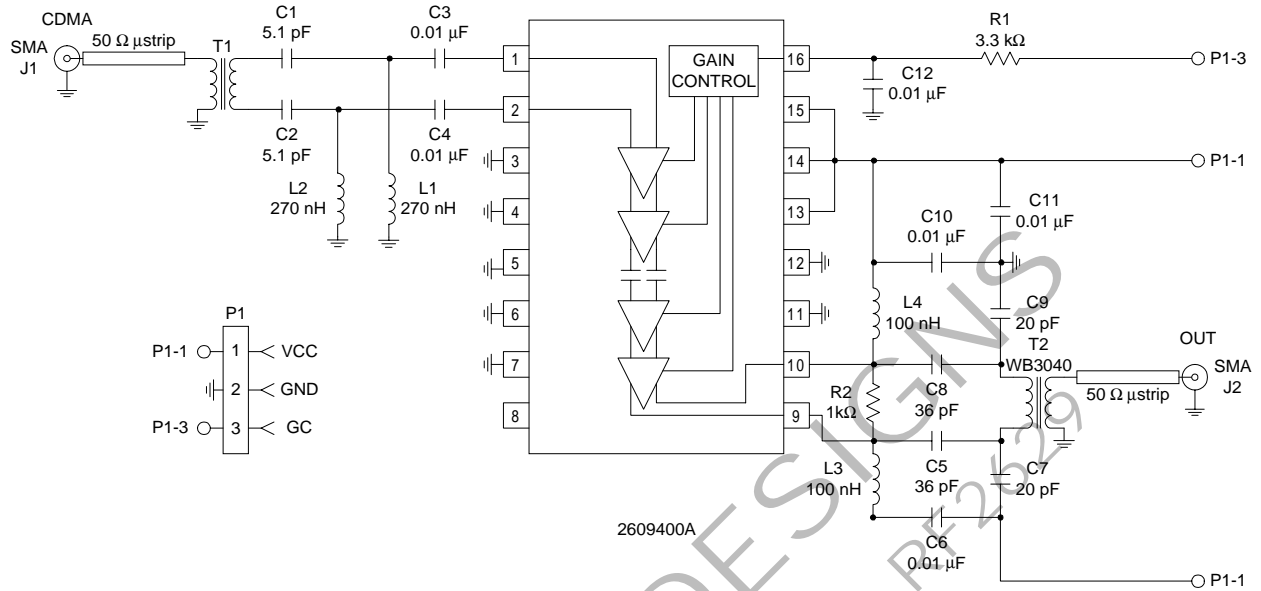 CDMA
SMA
J1
50 Ω µstrip
T1
C1
5.1 pF
C3
0.01 µF
C2
5.1 pF
C4
0.01 µF
L2
270 nH
L1
270 nH
1
2
3
4
5
6
7
8
GAIN
CONTROL
16
15
14
13
12
11
10
9
R1
3.3 kΩ
C12
0.01 µF
P1-3
P1-1
C10
0.01 µF
C11
0.01 µF
L4
100 nH
C9
20 pF
T2
WB3040
OUT
SMA
J2
50 Ω µstrip
R2
1kΩ
C8
36 pF
L3
100 nH
C5
36 pF
C7
20 pF
C6
0.01 µF
P1-1
P1
P1-1
1
VCC
2
GND
P1-3
3
GC
2609400A
DESIGNS
RF2629